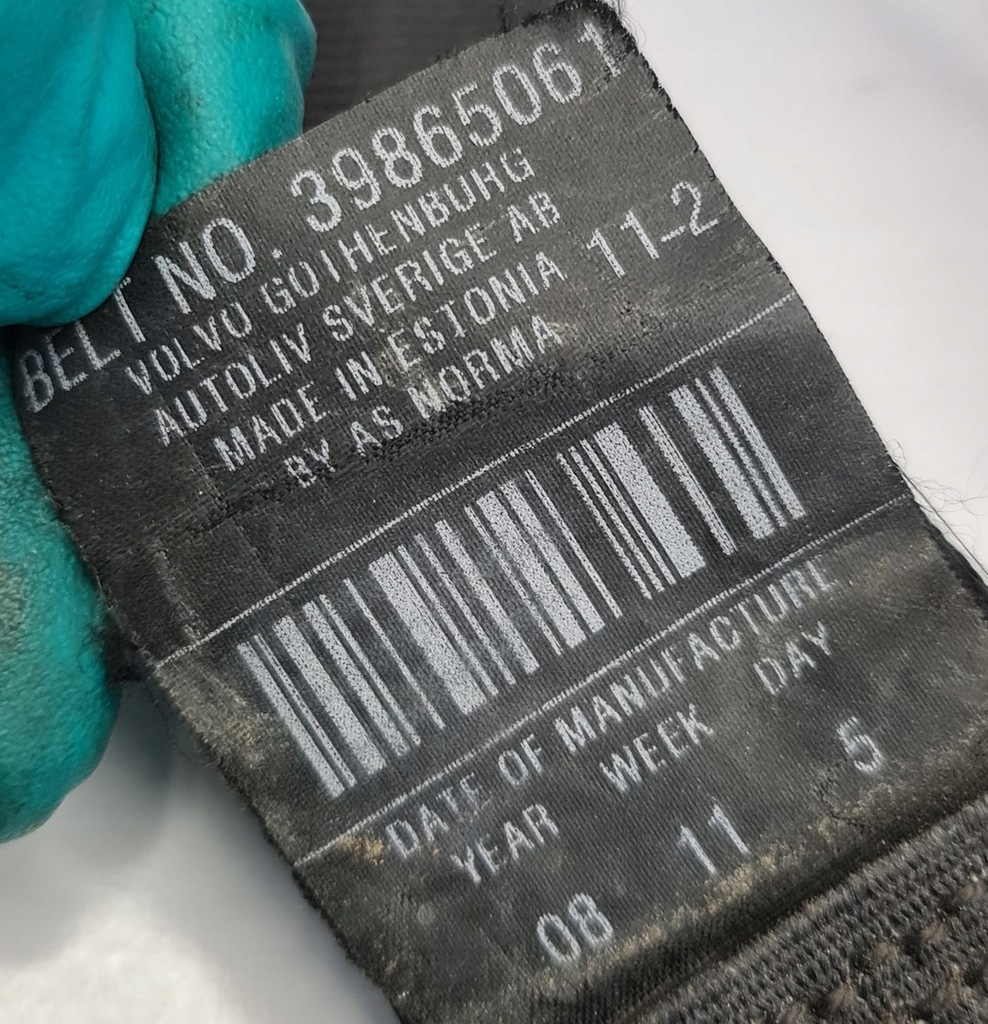 BELT NO. 39865061
VOLVO GOTHENBURG
AUTOLIV SVERIGE AB
MADE IN ESTONIA 11-2
BY AS NORMA
DATE OF MANUFACTURE
YEAR WEEK DAY
08 11 5